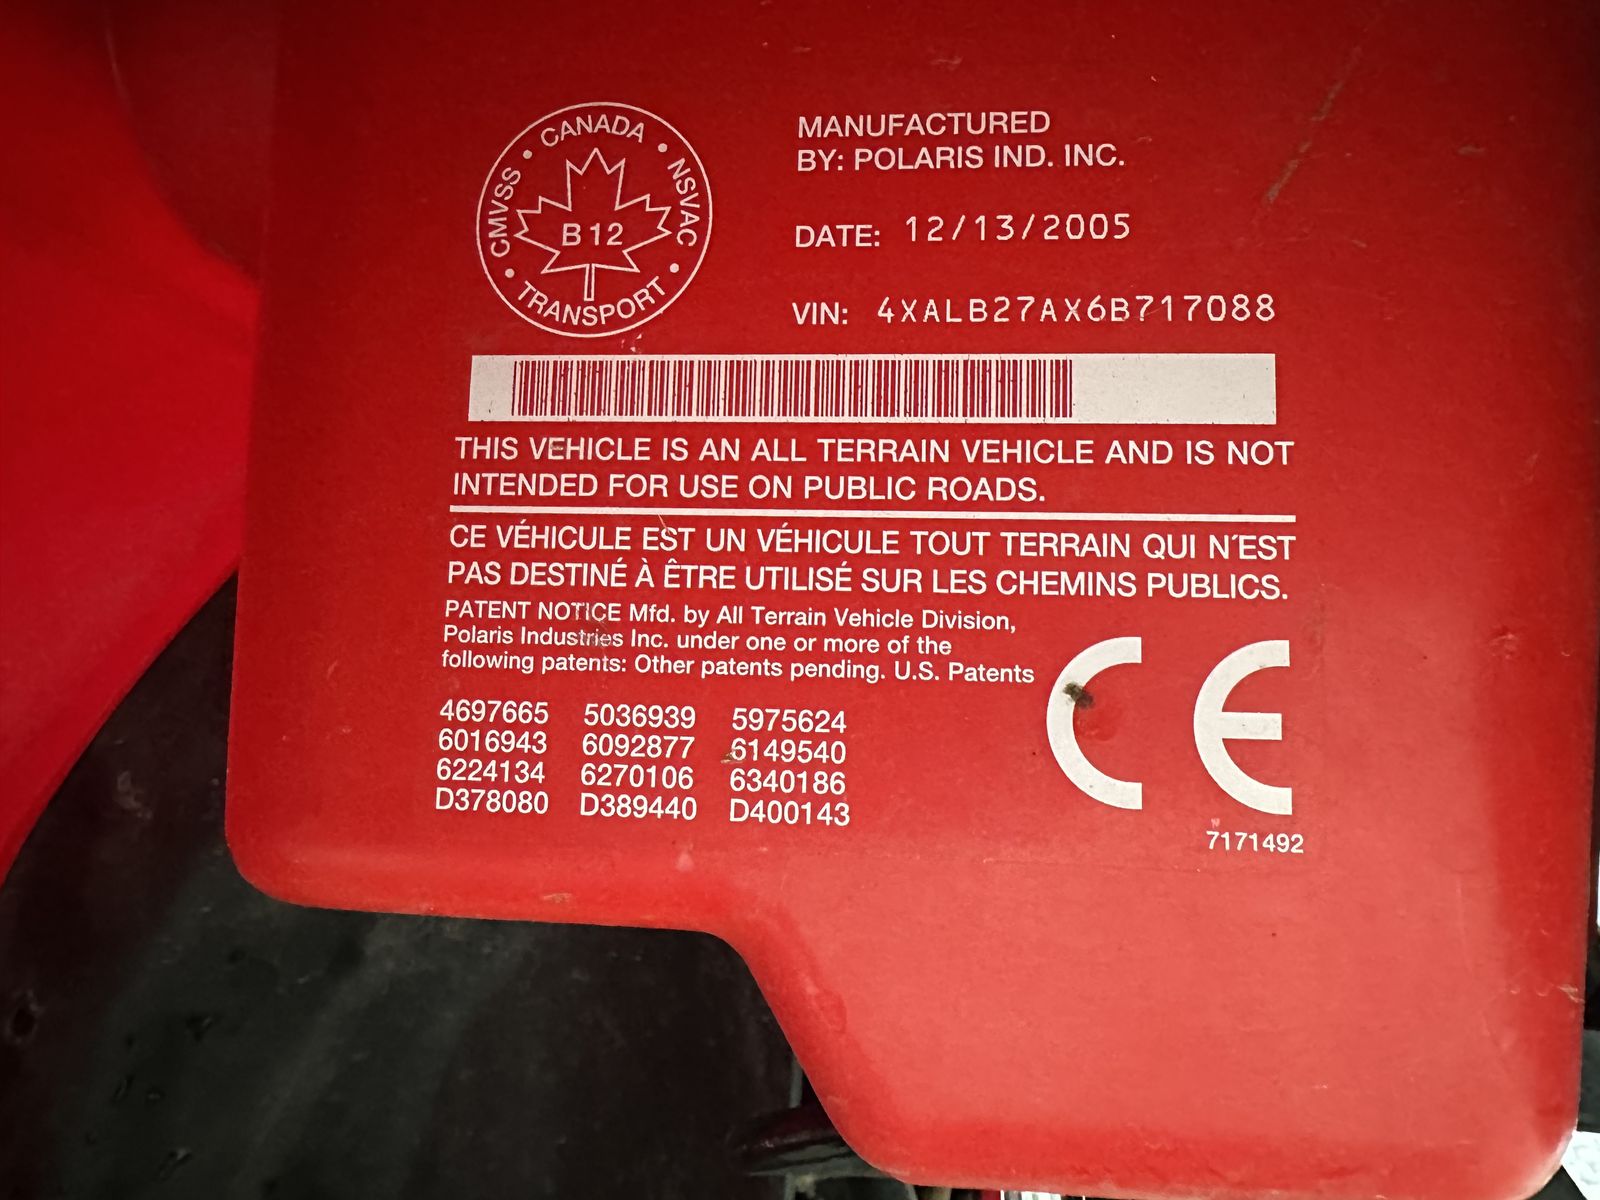 CANADA
CMVSS
NSVAC
B 12
TRANSPORT
MANUFACTURED
BY: POLARIS IND. INC.
DATE: 12/13/2005
VIN: 4XALB27AX6B717088
THIS VEHICLE IS AN ALL TERRAIN VEHICLE AND IS NOT
INTENDED FOR USE ON PUBLIC ROADS.
CE VÉHICULE EST UN VÉHICULE TOUT TERRAIN QUI N´EST
PAS DESTINÉ À ÊTRE UTILISÉ SUR LES CHEMINS PUBLICS.
PATENT NOTICE Mfd. by All Terrain Vehicle Division,
Polaris Industries Inc. under one or more of the
following patents: Other patents pending. U.S. Patents
4697665 5036939 5975624
6016943 6092877 6149540
6224134 6270106 6340186
D378080 D389440 D400143
CE
7171492